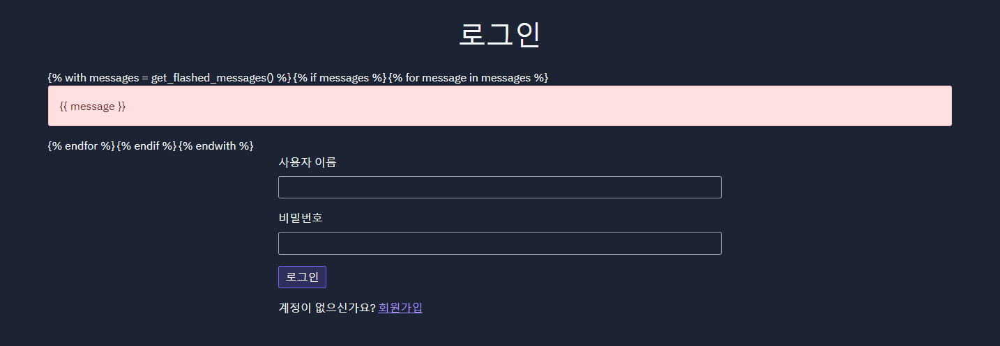 로그인
{% with messages = get_flashed_messages() %} {% if messages %} {% for message in messages %}
{{ message }}
{% endfor %} {% endif %} {% endwith %}
사용자 이름
비밀번호
로그인
계정이 없으신가요? 회원가입